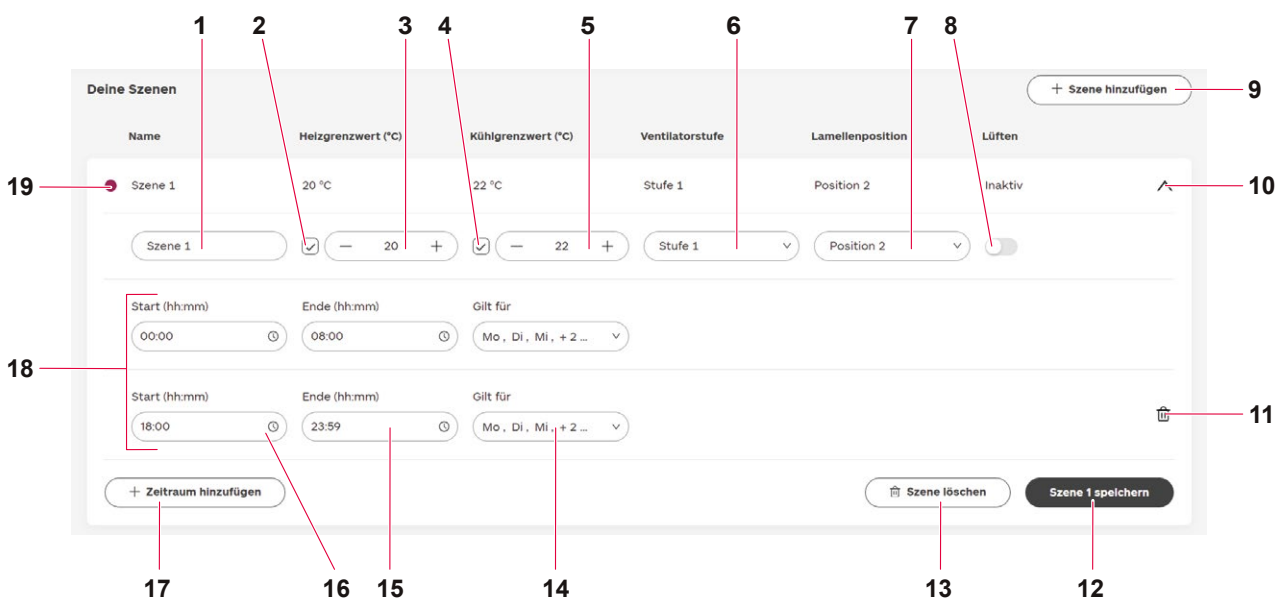 1 2 3 4 5 6 7 8
Deine Szenen + Szene hinzufügen 9
Name Heizgrenzwert (°C) Kühlgrenzwert (°C) Ventilatorstufe Lamellenposition Lüften
19 Szene 1 20 °C 22 °C Stufe 1 Position 2 Inaktiv 10
Szene 1 — 20 + — 22 + Stufe 1 Position 2
Start (hh:mm) Ende (hh:mm) Gilt für
00:00 08:00 Mo , Di , Mi , + 2 ...
18
Start (hh:mm) Ende (hh:mm) Gilt für
18:00 23:59 Mo , Di , Mi , + 2 ... 11
+ Zeitraum hinzufügen Szene löschen Szene 1 speichern
17 16 15 14 13 12